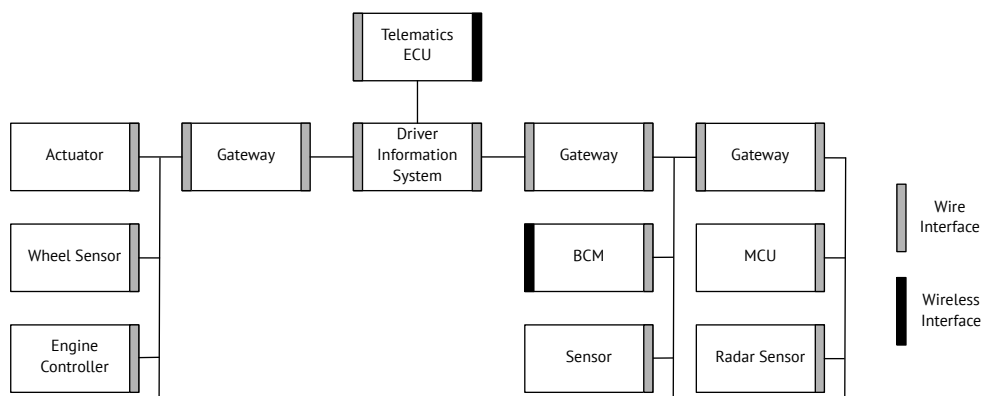 Telematics
ECU
Actuator
Gateway
Driver
Information
System
Gateway
Gateway
Wheel Sensor
BCM
MCU
Wire
Interface
Engine
Controller
Sensor
Radar Sensor
Wireless
Interface